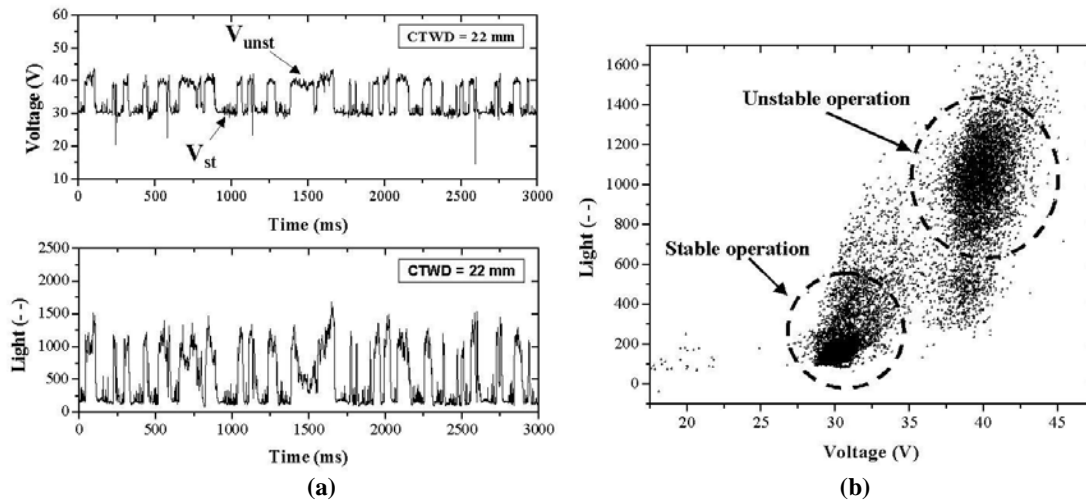 60
50
40
30
20
10
Voltage (V)
V unst
V st
CTWD = 22 mm
0 500 1000 1500 2000 2500 3000
Time (ms)
2500
2000
1500
1000
500
0
Light (- -)
CTWD = 22 mm
0 500 1000 1500 2000 2500 3000
Time (ms)
(a)
1600
1400
1200
1000
800
600
400
200
0
Light (- -)
Unstable operation
Stable operation
20 25 30 35 40 45
Voltage (V)
(b)